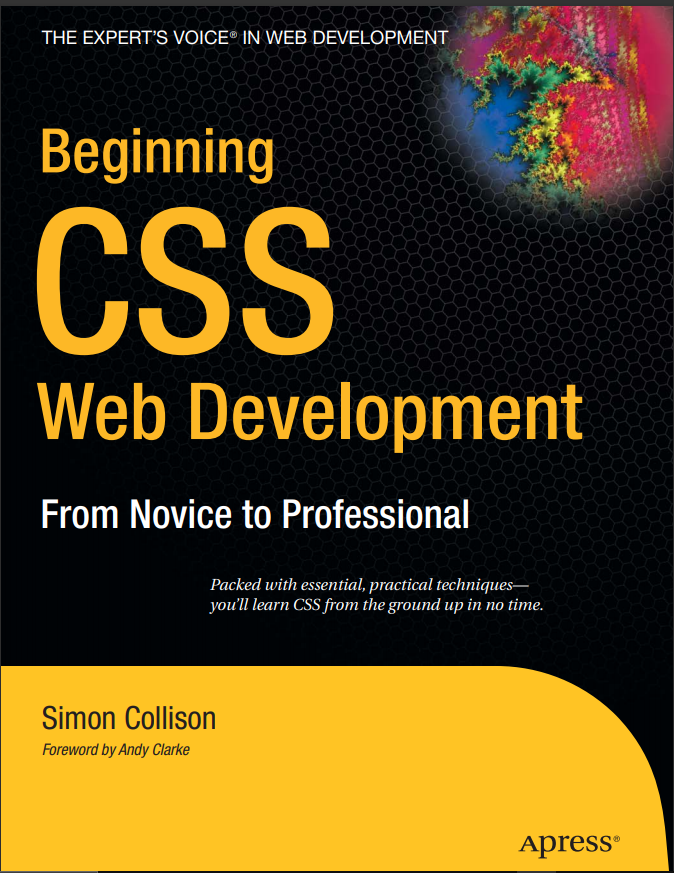 THE EXPERT'S VOICE® IN WEB DEVELOPMENT
Beginning
CSS
Web Development
From Novice to Professional
Packed with essential, practical techniques—
you'll learn CSS from the ground up in no time.
Simon Collison
Foreword by Andy Clarke
Apress®